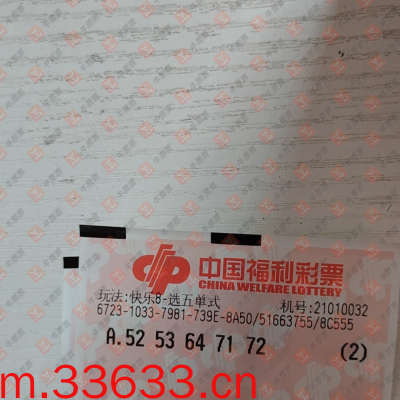 中国福利彩票
CHINA WELFARE LOTTERY
玩法:快乐8-选五单式 机号:21010032
6723-1033-7981-739E-8A50/51663755/8C555
A.52 53 64 71 72 (2)
m.33633.cn